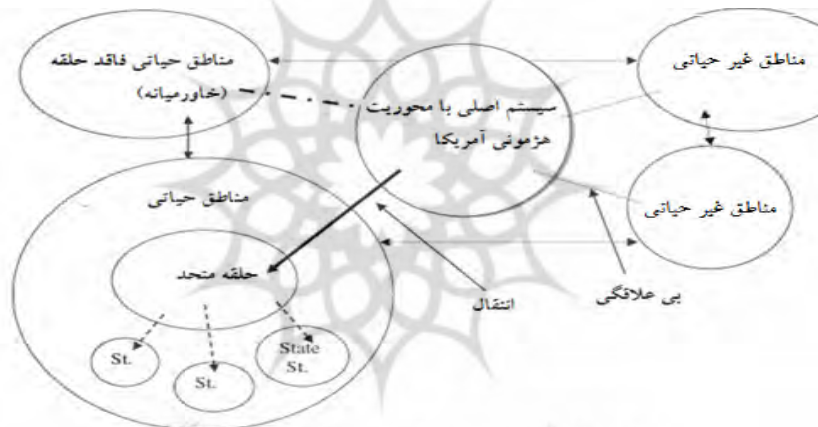 مناطق حیاتی فاقد حلقه
(خاورمیانه)
سیستم اصلی با محوریت
هژمونی آمریکا
مناطق غیر حیاتی
مناطق غیر حیاتی
مناطق حیاتی
حلقه متحد
انتقال
بی علاقگی
St.
St.
State
St.